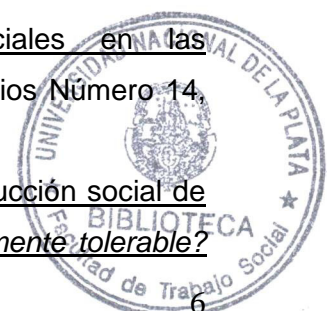 ciales en las
ios Número 14,
ucción social de
mente tolerable?
6
UNIVERSIDAD NACIONAL DE LA PLATA
BIBLIOTECA
Facultad de Trabajo Social